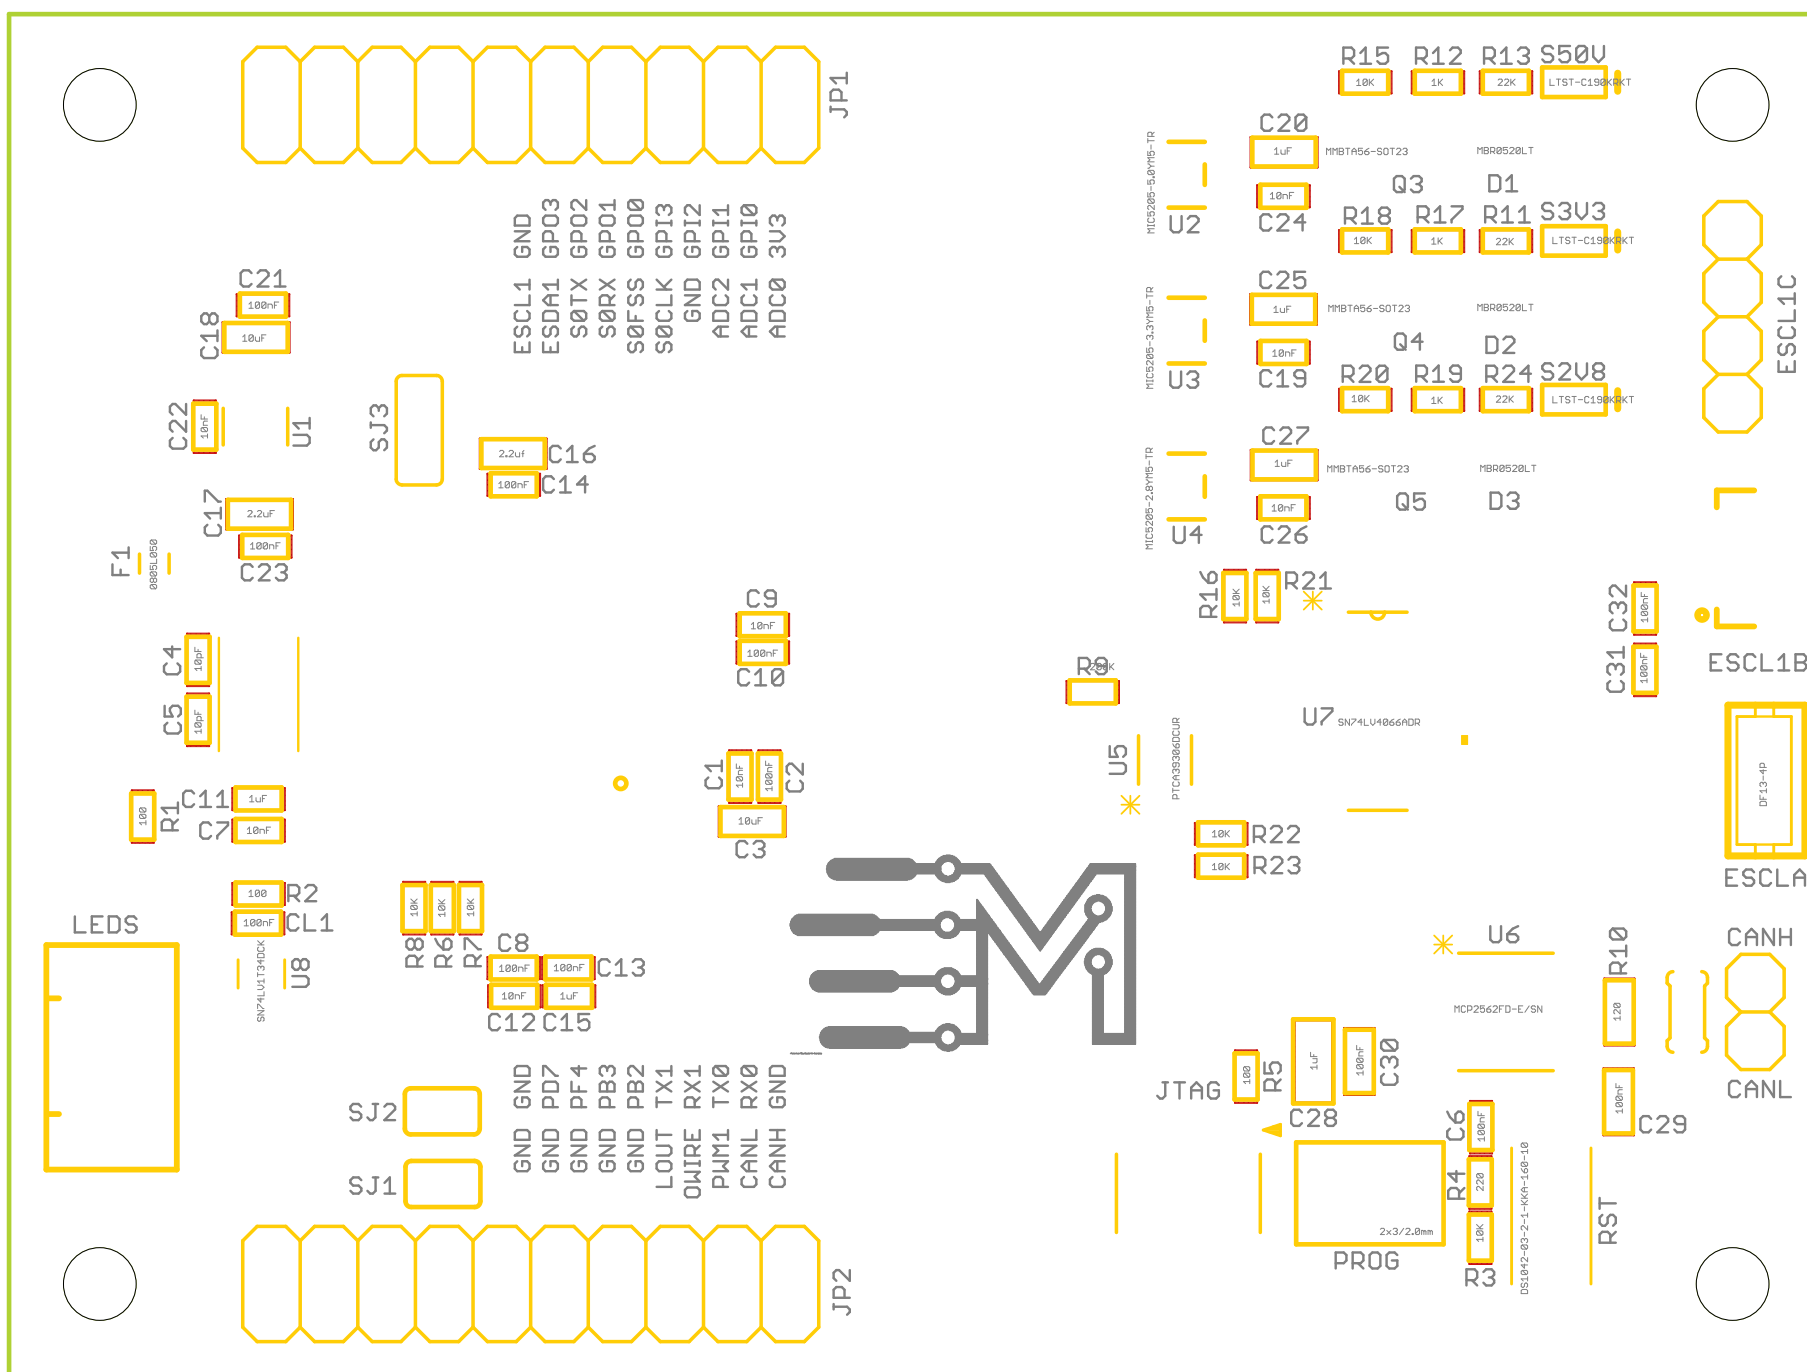 JP1
R15
10K
R12
1K
R13
22K
S50V
LTST-C190KRKT
MIC5205-5.0YM5-TR
U2
C20
1uF
MMBTA56-SOT23
MBR0520LT
10nF
C24
Q3
D1
R18
10K
R17
1K
R11
22K
S3V3
LTST-C190KRKT
ESCL1C
GND
GPO3
GPO2
GPO1
GPO0
GPI3
GPI2
GPI1
GPI0
3V3
ESCL1
ESDA1
S0TX
S0RX
S0FSS
S0CLK
GND
ADC2
ADC1
ADC0
C21
100nF
C18
10uF
MIC5205-3.3YM5-TR
U3
C25
1uF
MMBTA56-SOT23
MBR0520LT
10nF
C19
Q4
D2
R20
10K
R19
1K
R24
22K
S2V8
LTST-C190KRKT
C22
10nF
U1
SJ3
2.2uf
C16
100nF
C14
MIC5205-2.8YM5-TR
U4
C27
1uF
MMBTA56-SOT23
MBR0520LT
10nF
C26
Q5
D3
C17
2.2uF
100nF
C23
F1
0805L050
R16
10K
10K
R21
C32
100nF
C31
100nF
ESCL1B
C9
10nF
100nF
C10
C4
10pF
C5
10pF
R9
U7
SN74LV4066ADR
U5
PTCA39306DCUR
DF13-4P
ESCLA
C1
10nF
100nF
C2
10uF
C3
100
R1
C11
1uF
C7
10nF
10K
R22
10K
R23
100
R2
100nF
CL1
LEDS
SN74LV1T34DCK
U8
10K
10K
10K
R8
R6
R7
C8
100nF
100nF
C13
10nF
1uF
C12
C15
U6
MCP2562FD-E/SN
R10
120
CANH
CANL
100nF
C29
GND
PD7
PF4
PB3
PB2
TX1
RX1
TX0
RX0
GND
GND
GND
GND
GND
GND
LOUT
OWIRE
PWM1
CANL
CANH
SJ2
SJ1
JTAG
100
R5
1uF
C28
100nF
C30
C6
100nF
R4
220
10K
R3
2x3/2.0mm
PROG
DS1042-03-2-1-KKA-160-10
RST
JP2